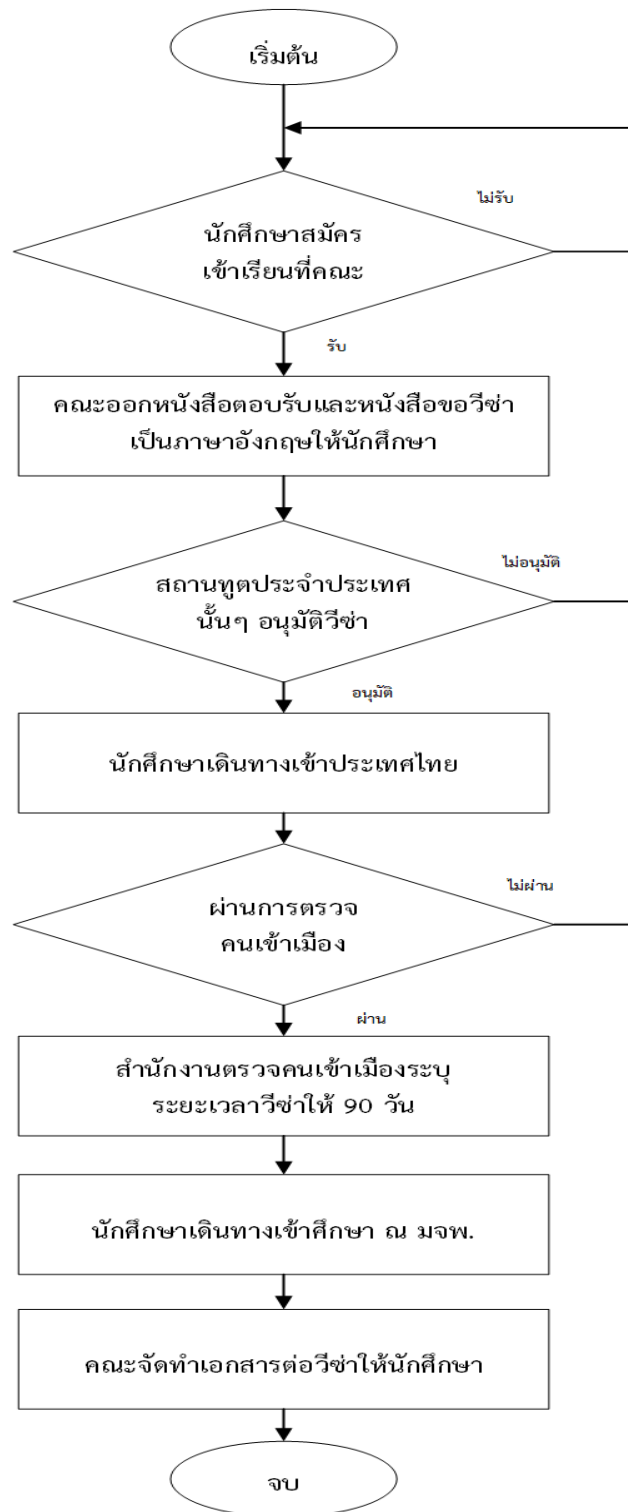 เริ่มต้น
ไม่รับ
นักศึกษาสมัคร
เข้าเรียนที่คณะ
รับ
คณะออกหนังสือตอบรับและหนังสือขอวีซ่า
เป็นภาษาอังกฤษให้นักศึกษา
ไม่อนุมัติ
สถานทูตประจำประเทศ
นั้นๆ อนุมัติวีซ่า
อนุมัติ
นักศึกษาเดินทางเข้าประเทศไทย
ไม่ผ่าน
ผ่านการตรวจ
คนเข้าเมือง
ผ่าน
สำนักงานตรวจคนเข้าเมืองระบุ
ระยะเวลาวีซ่าให้ 90 วัน
นักศึกษาเดินทางเข้าศึกษา ณ มจพ.
คณะจัดทำเอกสารต่อวีซ่าให้นักศึกษา
จบ